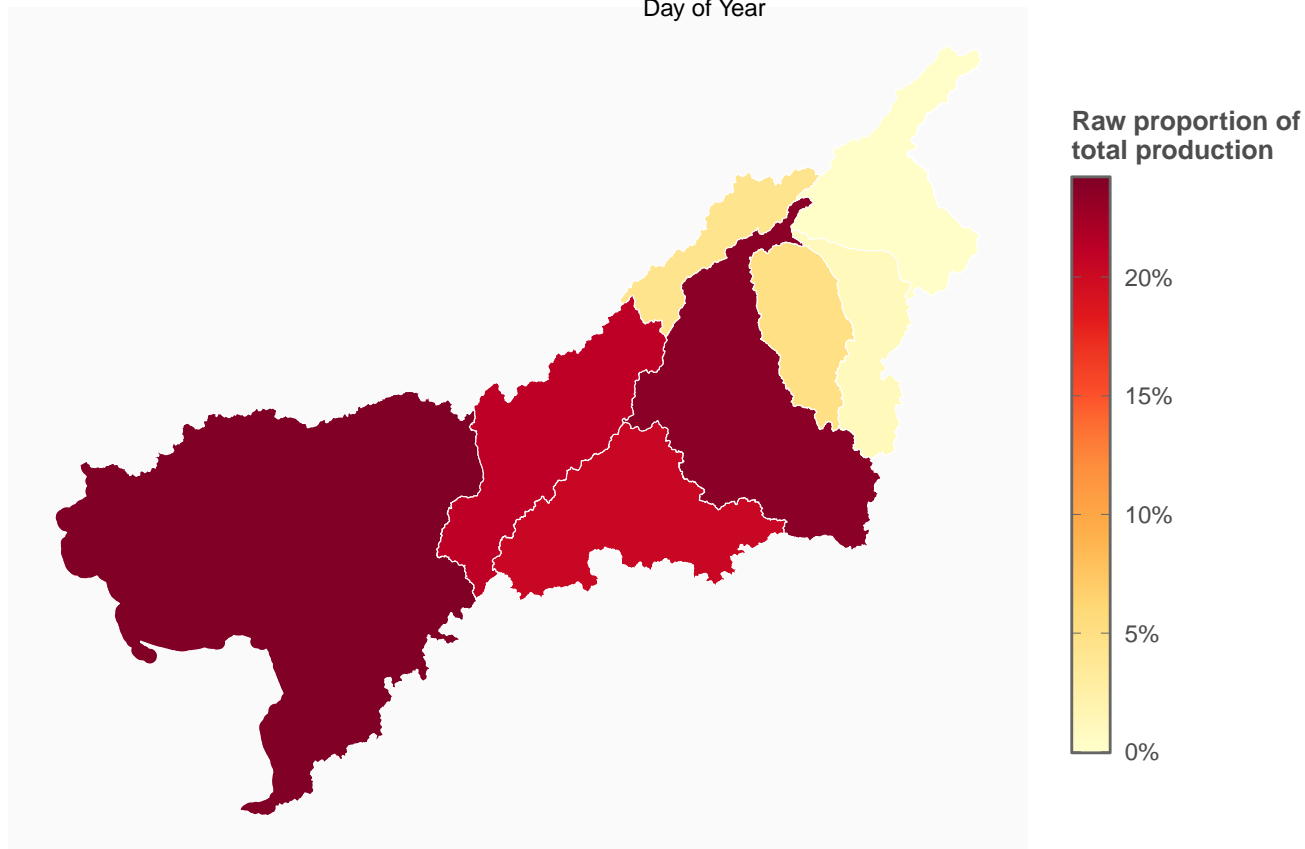 Day of Year
Raw proportion of
total production
20%
15%
10%
5%
0%